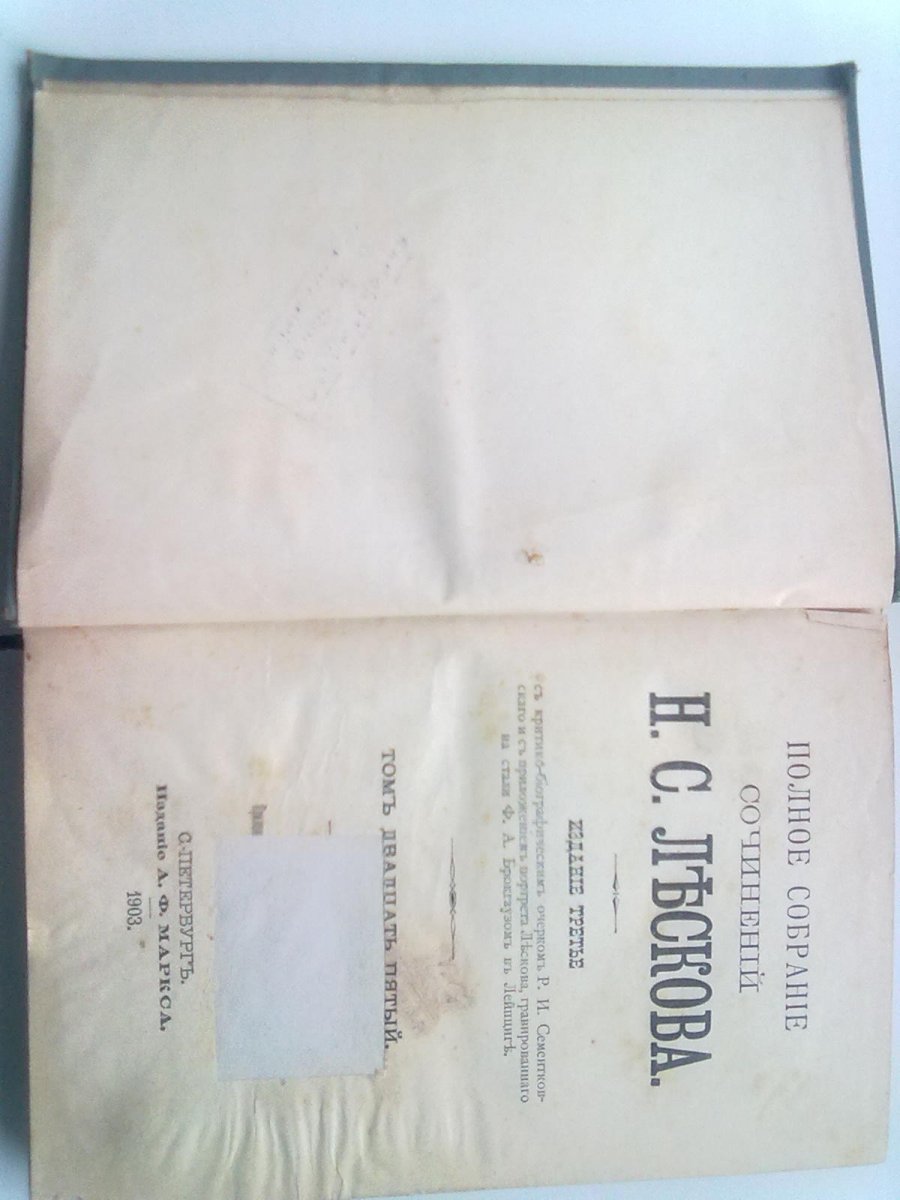 ПОЛНОЕ СОБРАНІЕ
СОЧИНЕНІЙ
Н. С. ЛѢСКОВА.
ИЗДАНІЕ ТРЕТЬЕ
съ критико-біографическимъ очеркомъ Р. И. Сементков-
скаго и съ приложеніемъ портрета Лѣскова, гравированнаго
на стали Ф. А. Брокгаузомъ въ Лейпцигѣ.
ТОМЪ ДВАДЦАТЬ ПЯТЫЙ.
С.-ПЕТЕРБУРГЪ.
Изданіе А. Ф. МАРКСА.
1903.